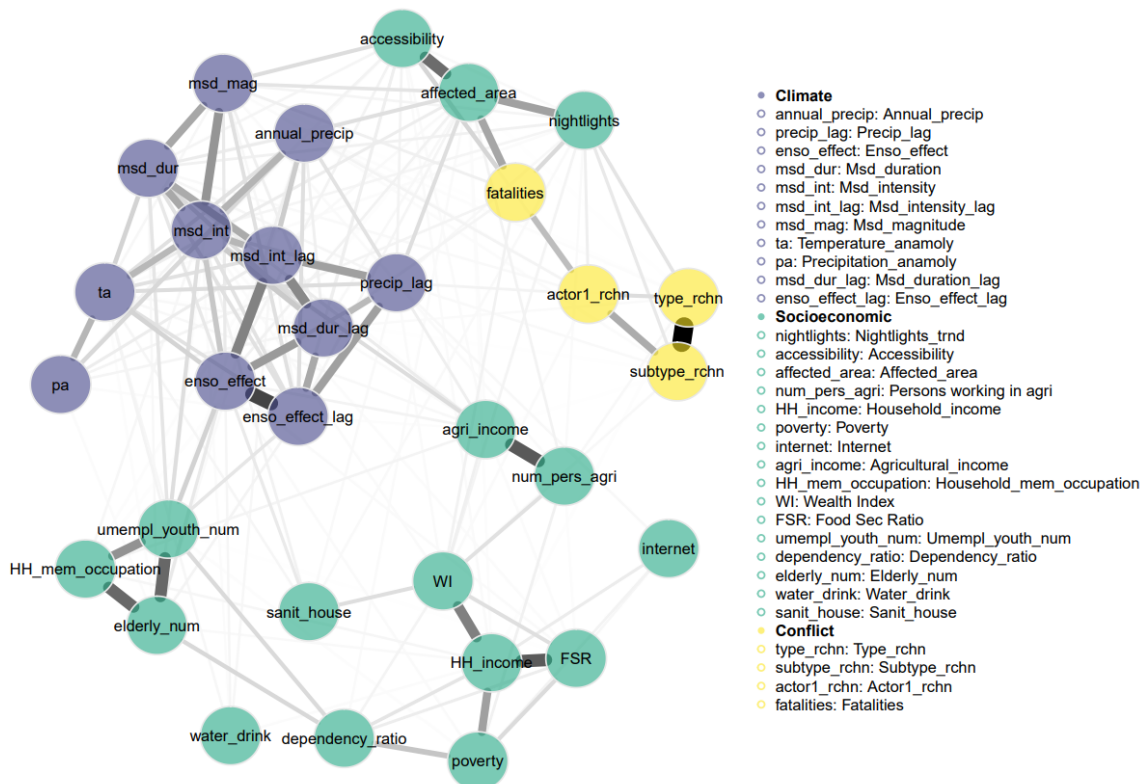 accessibility
msd_mag
affected_area
annual_precip
nightlights
msd_dur
fatalities
msd_int
msd_int_lag
precip_lag
ta
actor1_rchn
type_rchn
msd_dur_lag
subtype_rchn
pa
enso_effect
enso_effect_lag
agri_income
num_pers_agri
umempl_youth_num
internet
HH_mem_occupation
WI
sanit_house
elderly_num
HH_income
FSR
water_drink
dependency_ratio
poverty
Climate
annual_precip: Annual_precip
precip_lag: Precip_lag
enso_effect: Enso_effect
msd_dur: Msd_duration
msd_int: Msd_intensity
msd_int_lag: Msd_intensity_lag
msd_mag: Msd_magnitude
ta: Temperature_anamoly
pa: Precipitation_anamoly
msd_dur_lag: Msd_duration_lag
enso_effect_lag: Enso_effect_lag
Socioeconomic
nightlights: Nightlights_trnd
accessibility: Accessibility
affected_area: Affected_area
num_pers_agri: Persons working in agri
HH_income: Household_income
poverty: Poverty
internet: Internet
agri_income: Agricultural_income
HH_mem_occupation: Household_mem_occupation
WI: Wealth Index
FSR: Food Sec Ratio
umempl_youth_num: Umempl_youth_num
dependency_ratio: Dependency_ratio
elderly_num: Elderly_num
water_drink: Water_drink
sanit_house: Sanit_house
Conflict
type_rchn: Type_rchn
subtype_rchn: Subtype_rchn
actor1_rchn: Actor1_rchn
fatalities: Fatalities